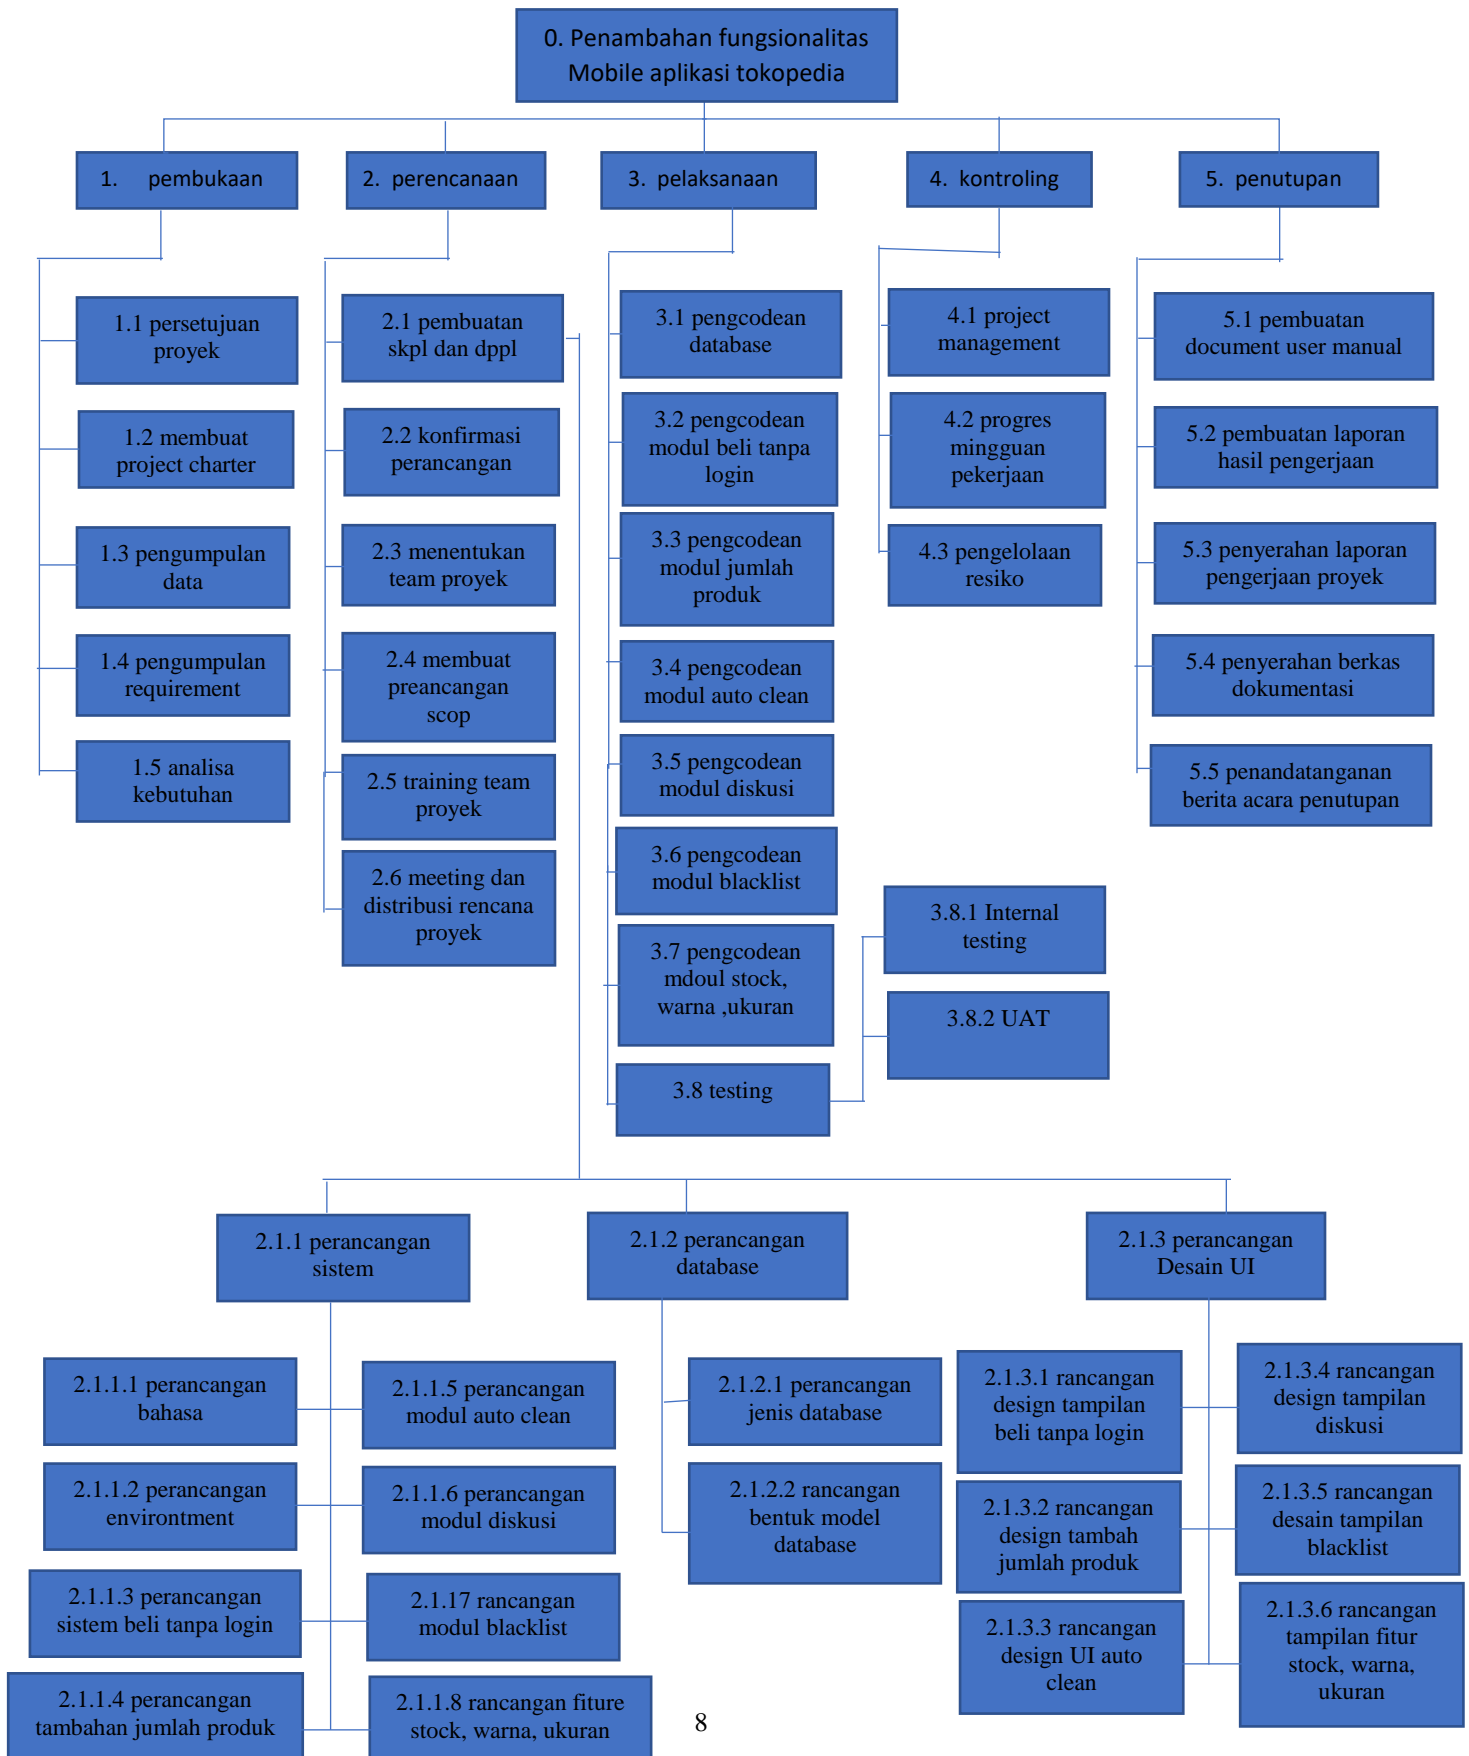 0. Penambahan fungsionalitas
Mobile aplikasi tokopedia
1. pembukaan
2. perencanaan
3. pelaksanaan
4. kontroling
5. penutupan
1.1 persetujuan
proyek
1.2 membuat
project charter
1.3 pengumpulan
data
1.4 pengumpulan
requirement
1.5 analisa
kebutuhan
2.1 pembuatan
skpl dan dppl
2.2 konfirmasi
perancangan
2.3 menentukan
team proyek
2.4 membuat
preancangan
scop
2.5 training team
proyek
2.6 meeting dan
distribusi rencana
proyek
3.1 pengcodean
database
3.2 pengcodean
modul beli tanpa
login
3.3 pengcodean
modul jumlah
produk
3.4 pengcodean
modul auto clean
3.5 pengcodean
modul diskusi
3.6 pengcodean
modul blacklist
3.7 pengcodean
mdoul stock,
warna ,ukuran
3.8 testing
3.8.1 Internal
testing
3.8.2 UAT
4.1 project
management
4.2 progres
mingguan
pekerjaan
4.3 pengelolaan
resiko
5.1 pembuatan
document user manual
5.2 pembuatan laporan
hasil pengerjaan
5.3 penyerahan laporan
pengerjaan proyek
5.4 penyerahan berkas
dokumentasi
5.5 penandatanganan
berita acara penutupan
2.1.1 perancangan
sistem
2.1.2 perancangan
database
2.1.3 perancangan
Desain UI
2.1.1.1 perancangan
bahasa
2.1.1.2 perancangan
environtment
2.1.1.3 perancangan
sistem beli tanpa login
2.1.1.4 perancangan
tambahan jumlah produk
2.1.1.5 perancangan
modul auto clean
2.1.1.6 perancangan
modul diskusi
2.1.17 rancangan
modul blacklist
2.1.1.8 rancangan fiture
stock, warna, ukuran
2.1.2.1 perancangan
jenis database
2.1.2.2 rancangan
bentuk model
database
2.1.3.1 rancangan
design tampilan
beli tanpa login
2.1.3.2 rancangan
design tambah
jumlah produk
2.1.3.3 rancangan
design UI auto
clean
2.1.3.4 rancangan
design tampilan
diskusi
2.1.3.5 rancangan
desain tampilan
blacklist
2.1.3.6 rancangan
tampilan fitur
stock, warna,
ukuran
8